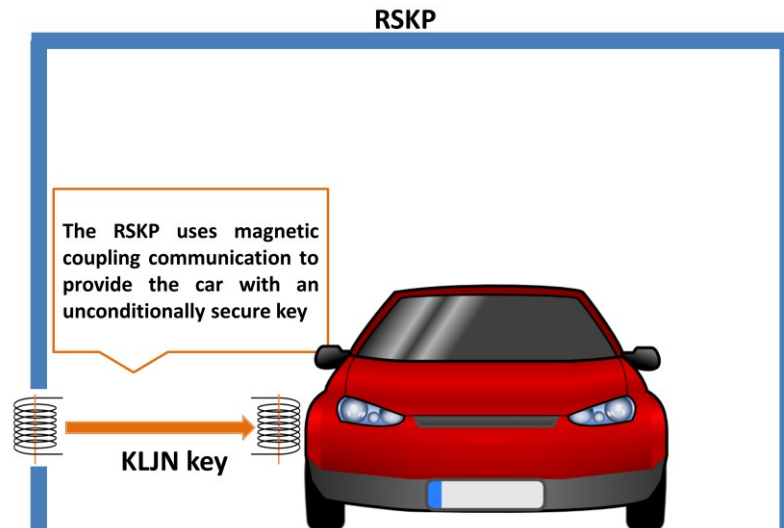 RSKP
The RSKP uses magnetic
coupling communication to
provide the car with an
unconditionally secure key
KLJN key